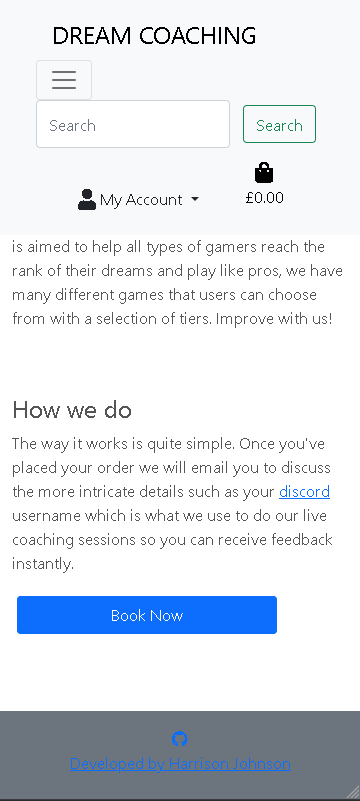 DREAM COACHING
Search
Search
My Account
£0.00
is aimed to help all types of gamers reach the
rank of their dreams and play like pros, we have
many different games that users can choose
from with a selection of tiers. Improve with us!
How we do
The way it works is quite simple. Once you've
placed your order we will email you to discuss
the more intricate details such as your discord
username which is what we use to do our live
coaching sessions so you can receive feedback
instantly.
Book Now
Developed by Harrison Johnson